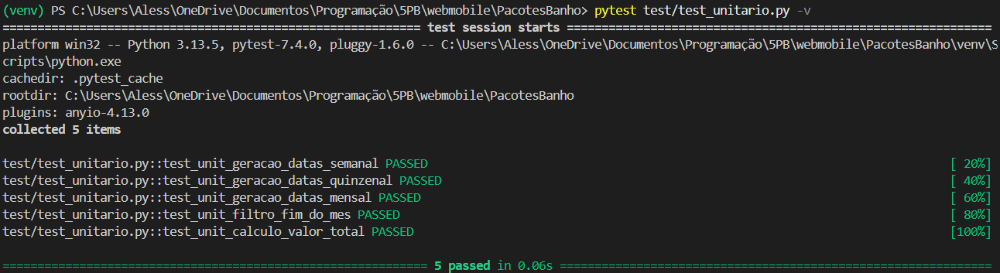 (venv) PS C:\Users\Aless\OneDrive\Documentos\Programação\5PB\webmobile\PacotesBanho> pytest test/test_unitario.py -v
============================================================ test session starts =============================================================
platform win32 -- Python 3.13.5, pytest-7.4.0, pluggy-1.6.0 -- C:\Users\Aless\OneDrive\Documentos\Programação\5PB\webmobile\PacotesBanho\venv\S
cripts\python.exe
cachedir: .pytest_cache
rootdir: C:\Users\Aless\OneDrive\Documentos\Programação\5PB\webmobile\PacotesBanho
plugins: anyio-4.13.0
collected 5 items
test/test_unitario.py::test_unit_geracao_datas_semanal PASSED [ 20%]
test/test_unitario.py::test_unit_geracao_datas_quinzenal PASSED [ 40%]
test/test_unitario.py::test_unit_geracao_datas_mensal PASSED [ 60%]
test/test_unitario.py::test_unit_filtro_fim_do_mes PASSED [ 80%]
test/test_unitario.py::test_unit_calculo_valor_total PASSED [100%]
============================================================= 5 passed in 0.06s ==============================================================